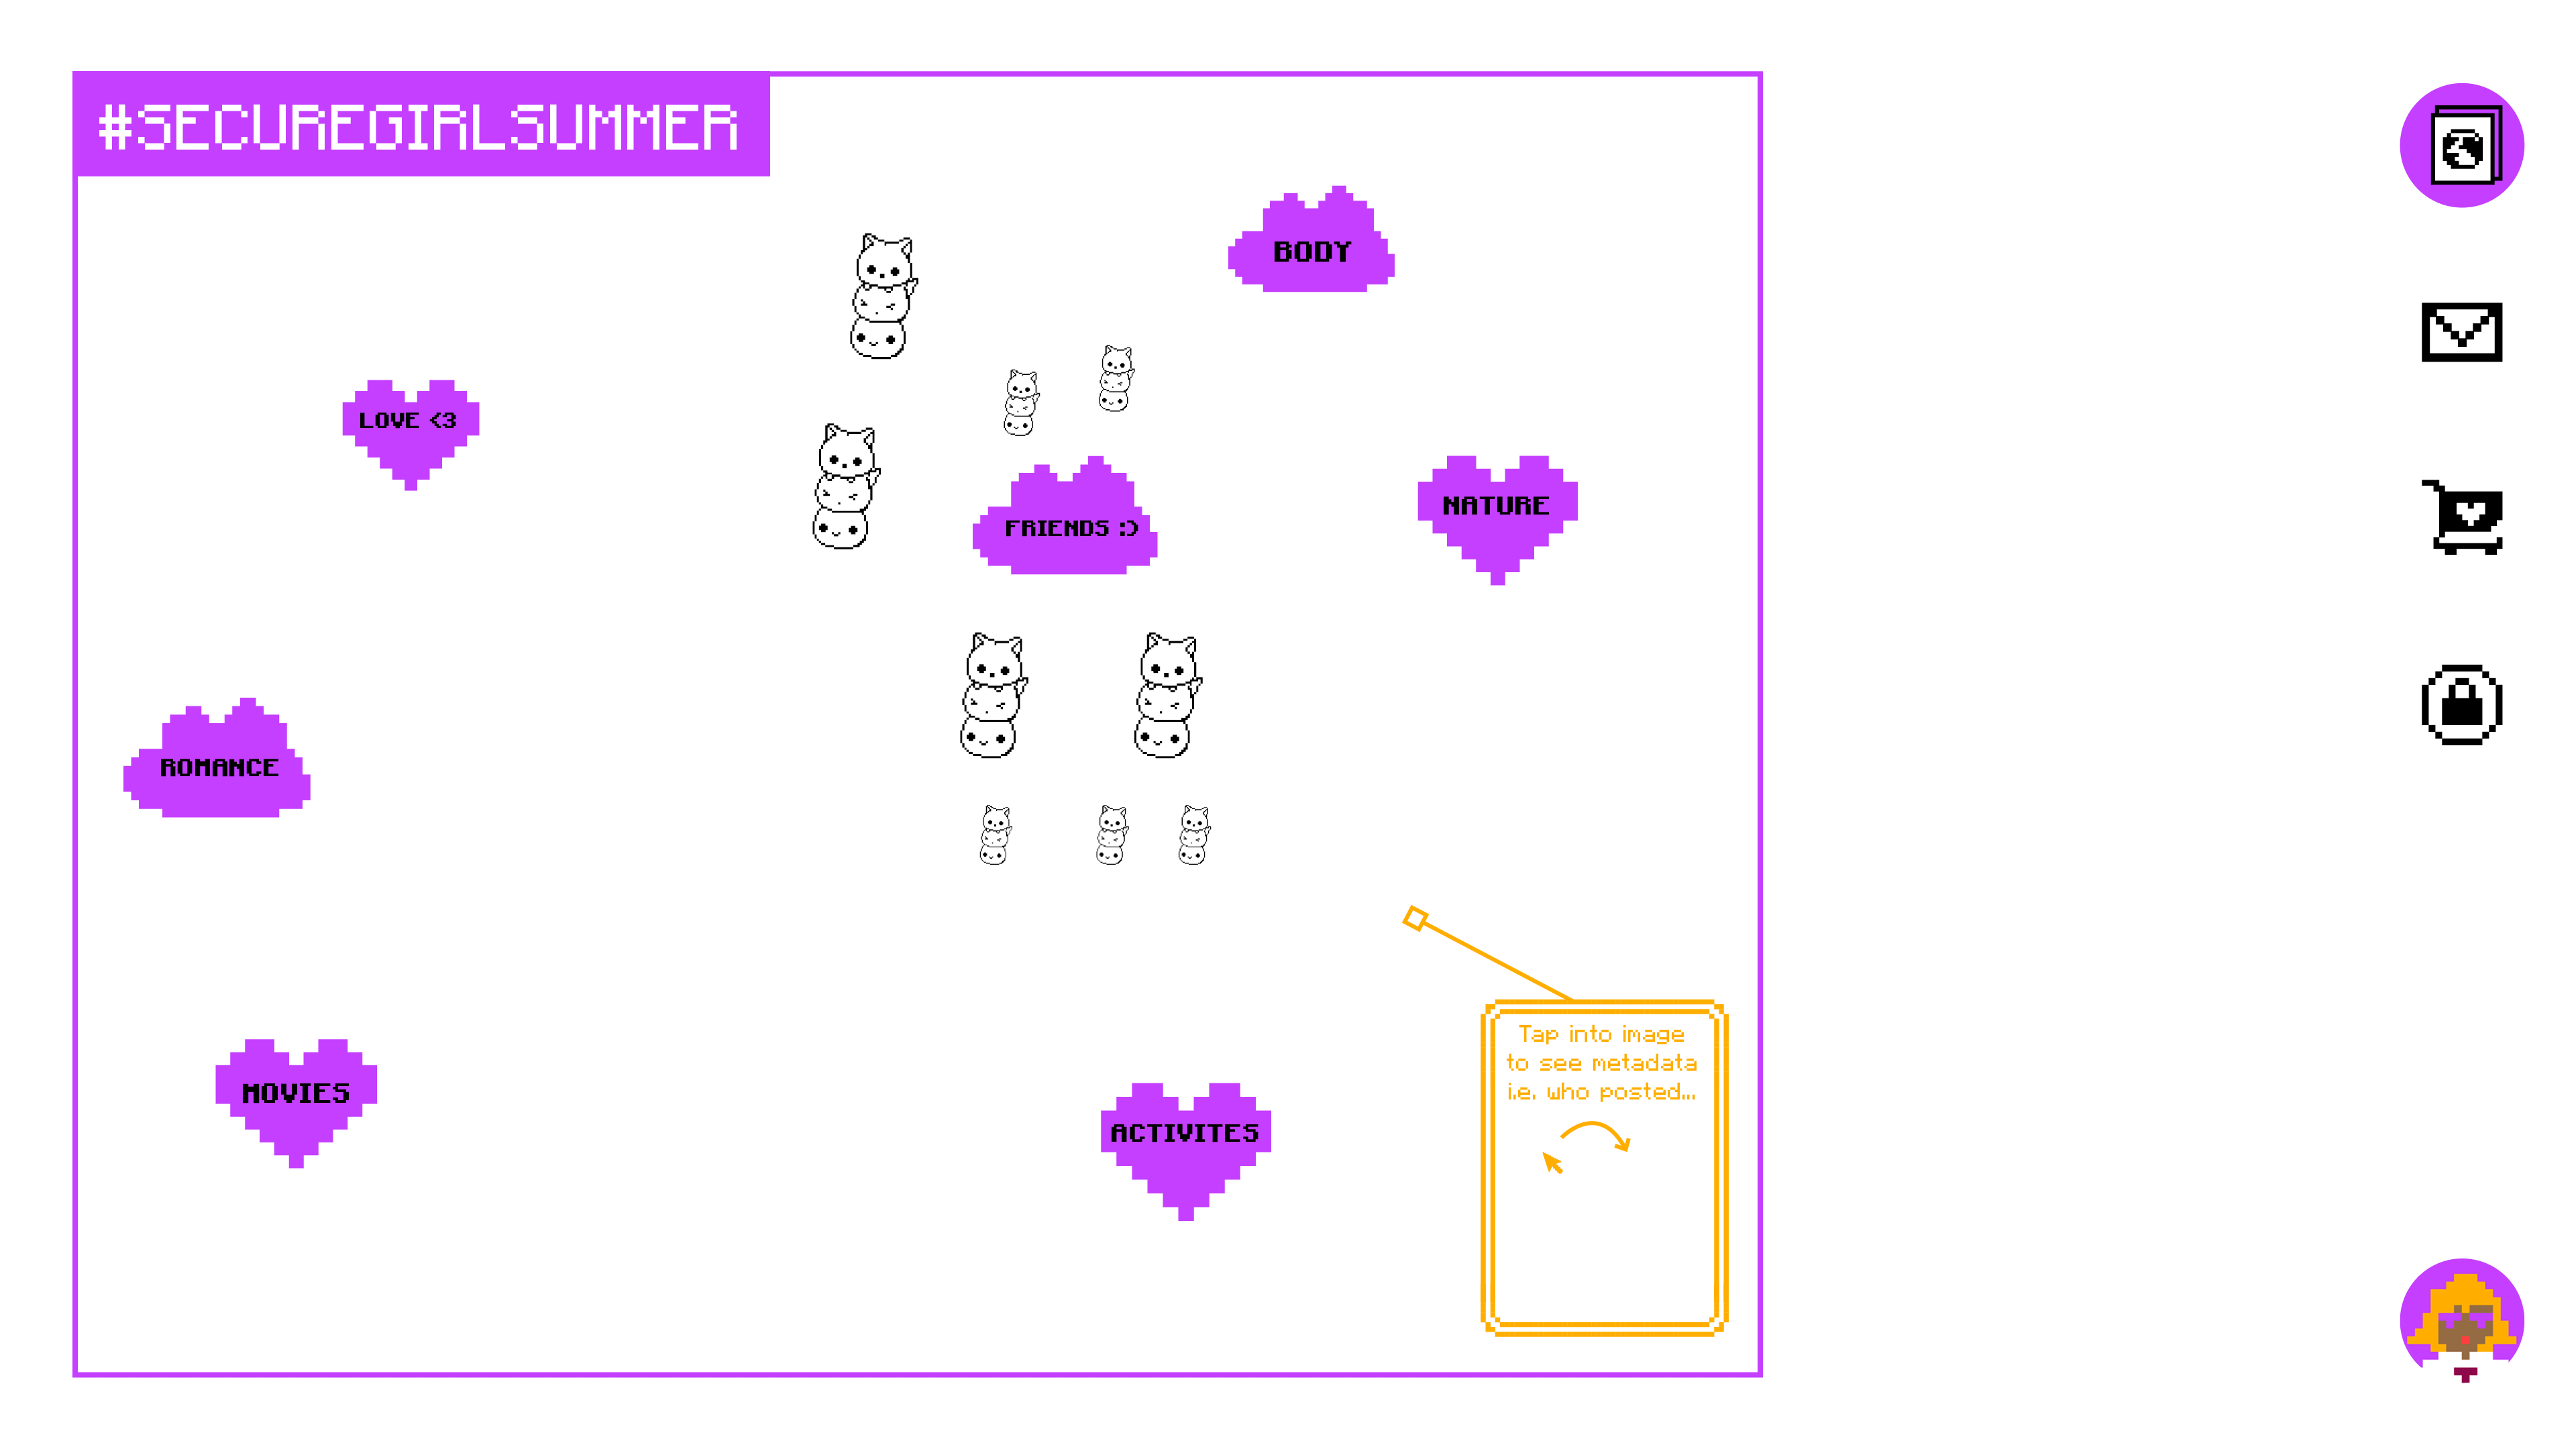 #SECUREGIRLSUMMER
BODY
LOVE <3
NATURE
FRIENDS :)
ROMANCE
MOVIES
ACTIVITES
Tap into image
to see metadata
i.e. who posted...